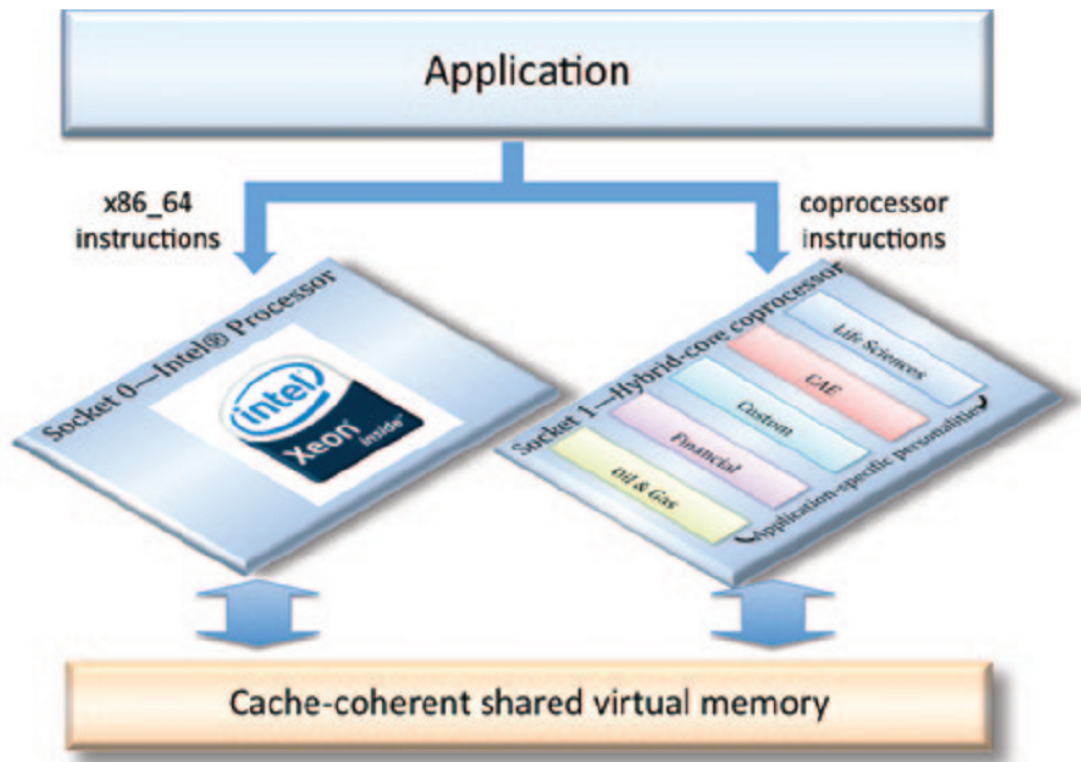 Application
x86_64
instructions
coprocessor
instructions
Socket 0—Intel® Processor
intel
Xeon®
inside™
Socket 1—Hybrid-core coprocessor
Life Sciences
CAE
Custom
Financial
Oil & Gas
Application-specific personalities
Cache-coherent shared virtual memory